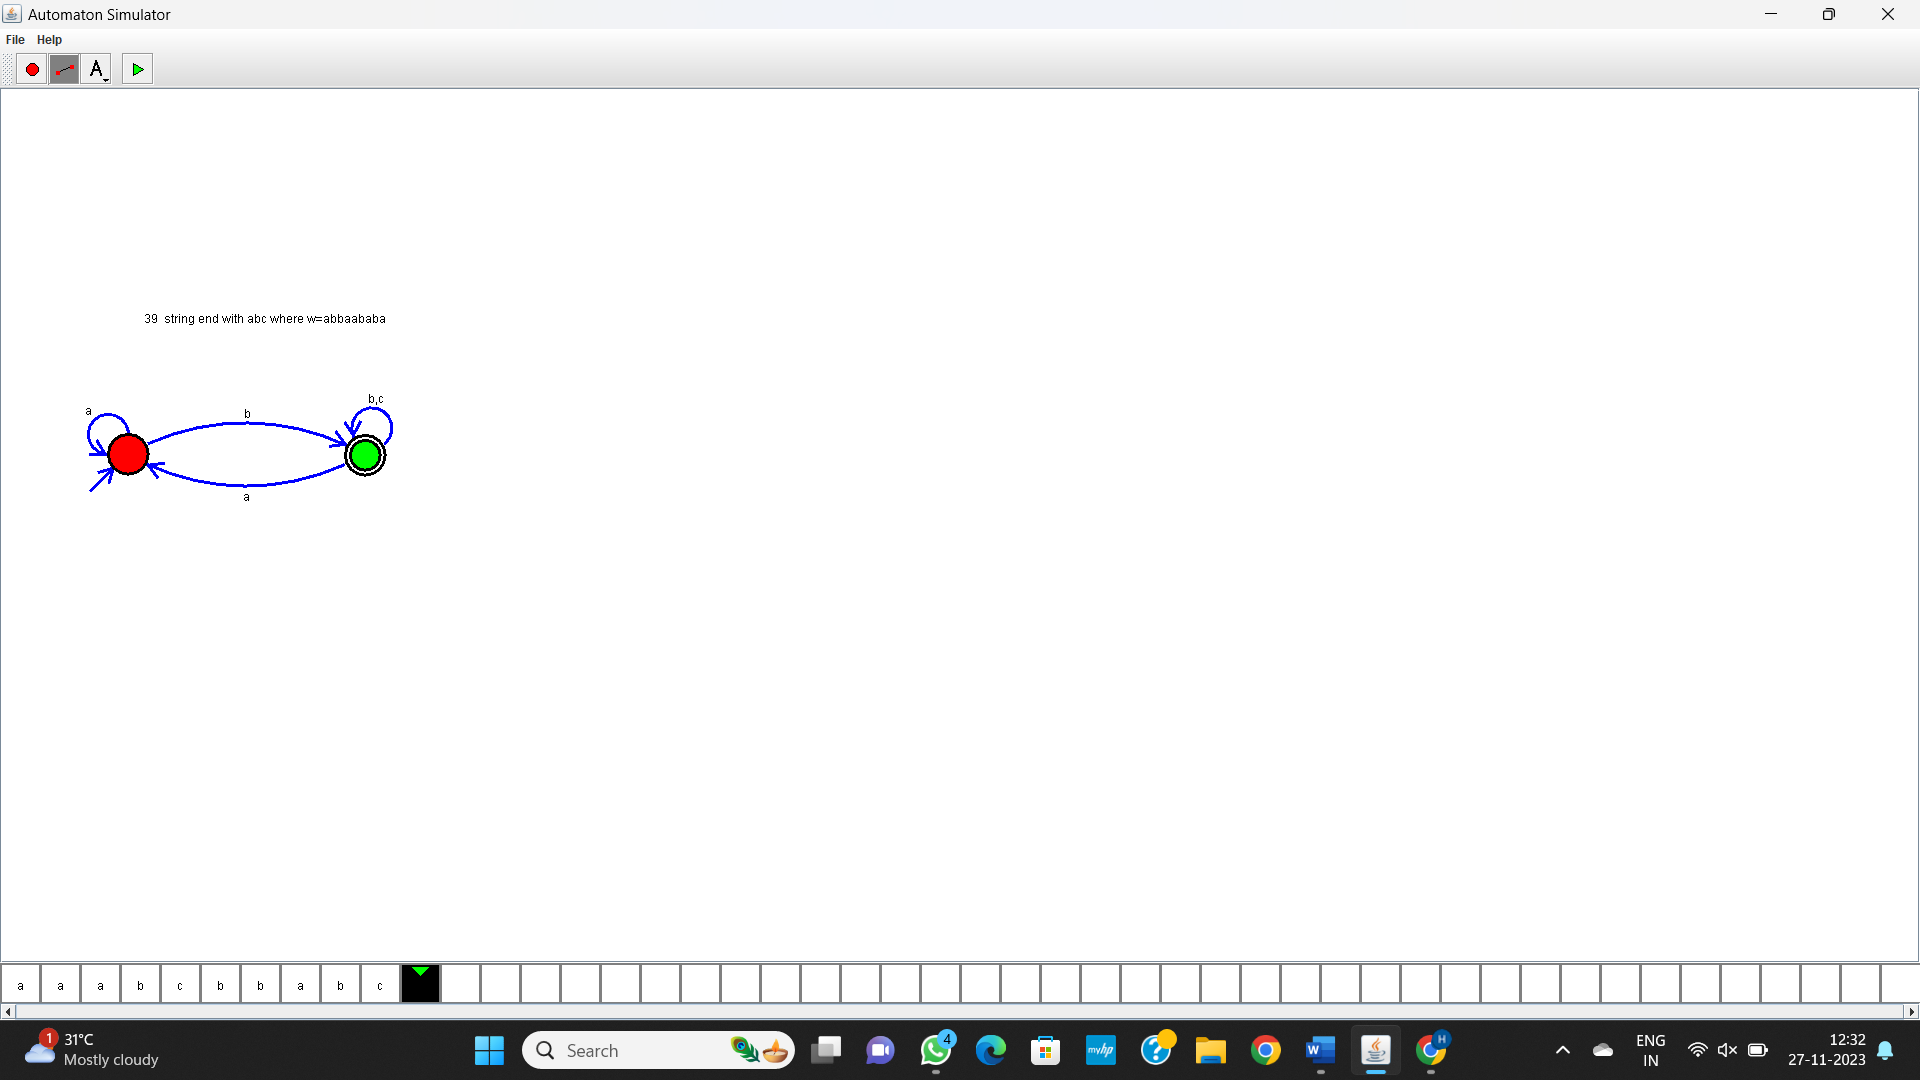 Automaton Simulator
File Help
A
39 string end with abc where w=abbaababa
a
b
b,c
a
a a a b c b b a b c
1
31°C
Mostly cloudy
Search
4
myhp
?
W
H
ENG
IN
12:32
27-11-2023